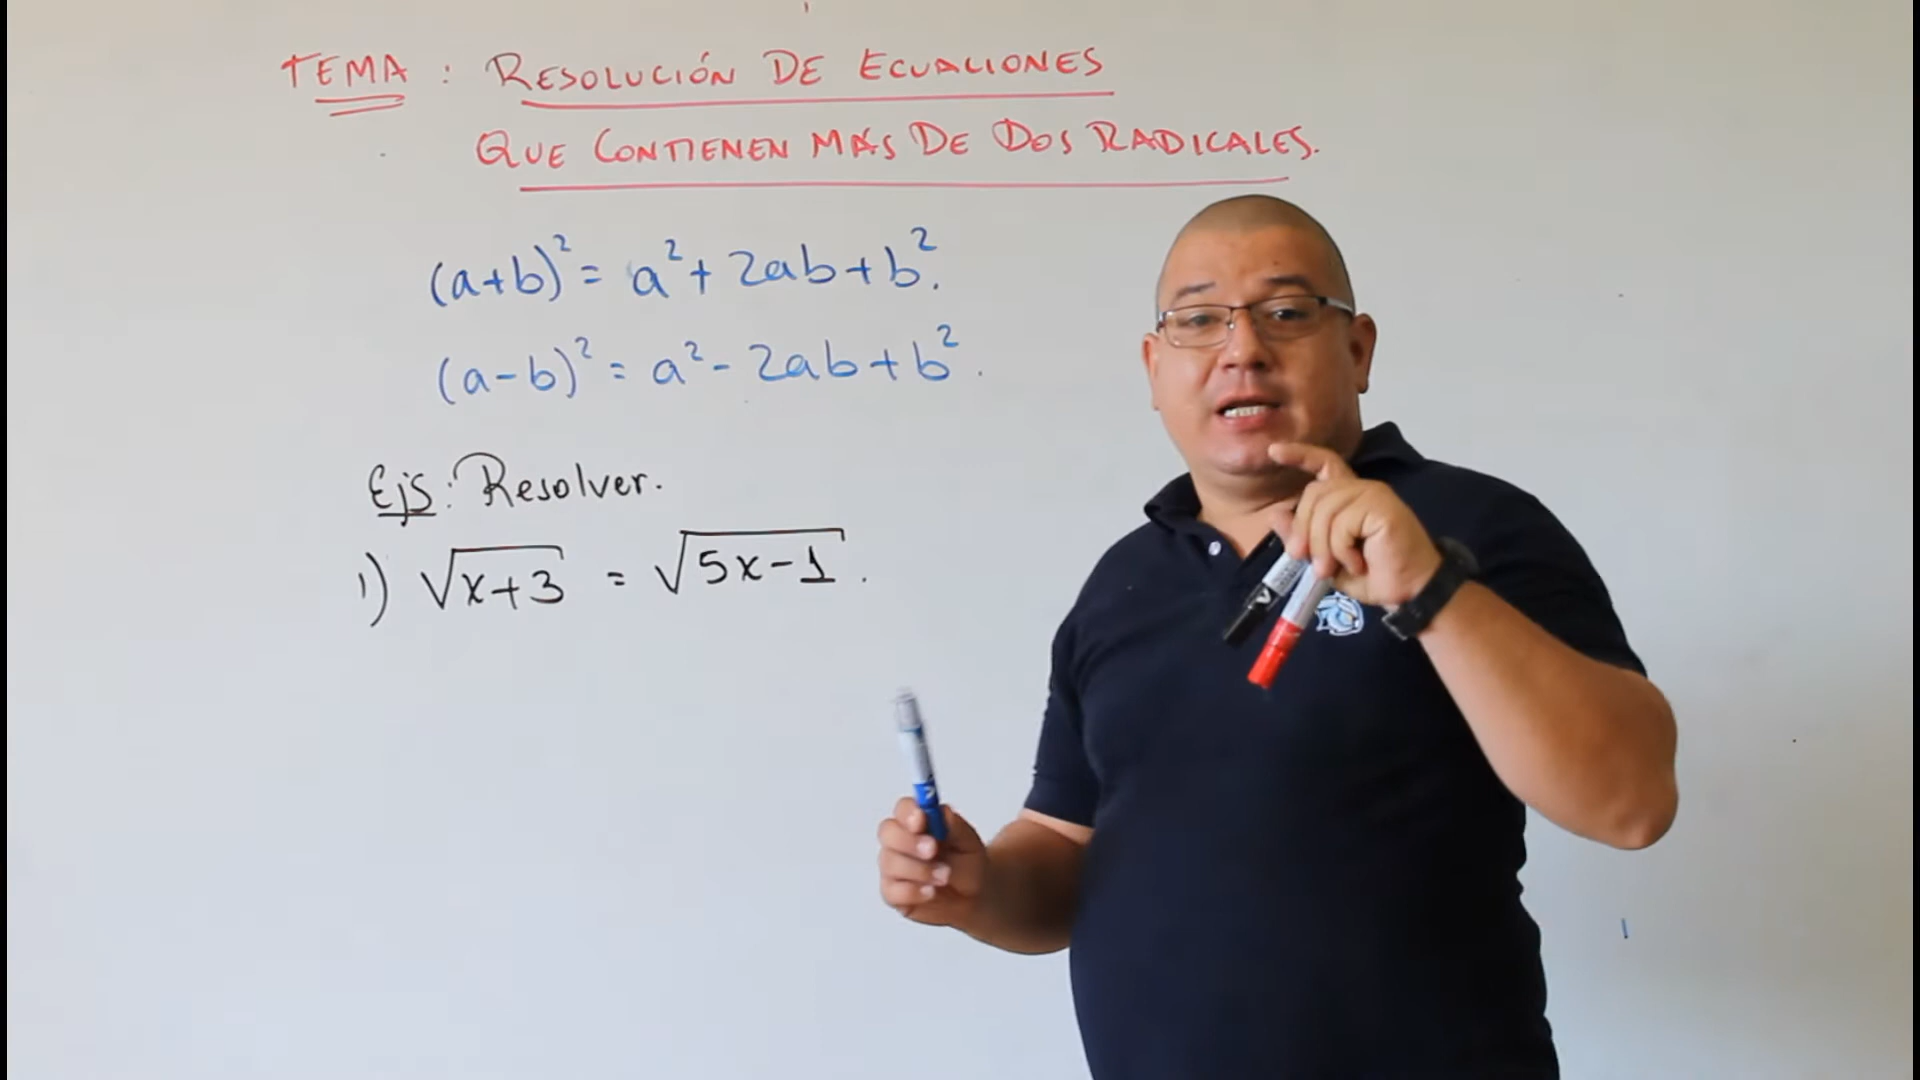 TEMA : RESOLUCIÓN DE ECUACIONES
QUE CONTIENEN MÁS DE DOS RADICALES.
(a+b)² = a² + 2ab + b².
(a-b)² = a² - 2ab + b².
Ejs: Resolver.
1) √x+3 = √5x-1 .